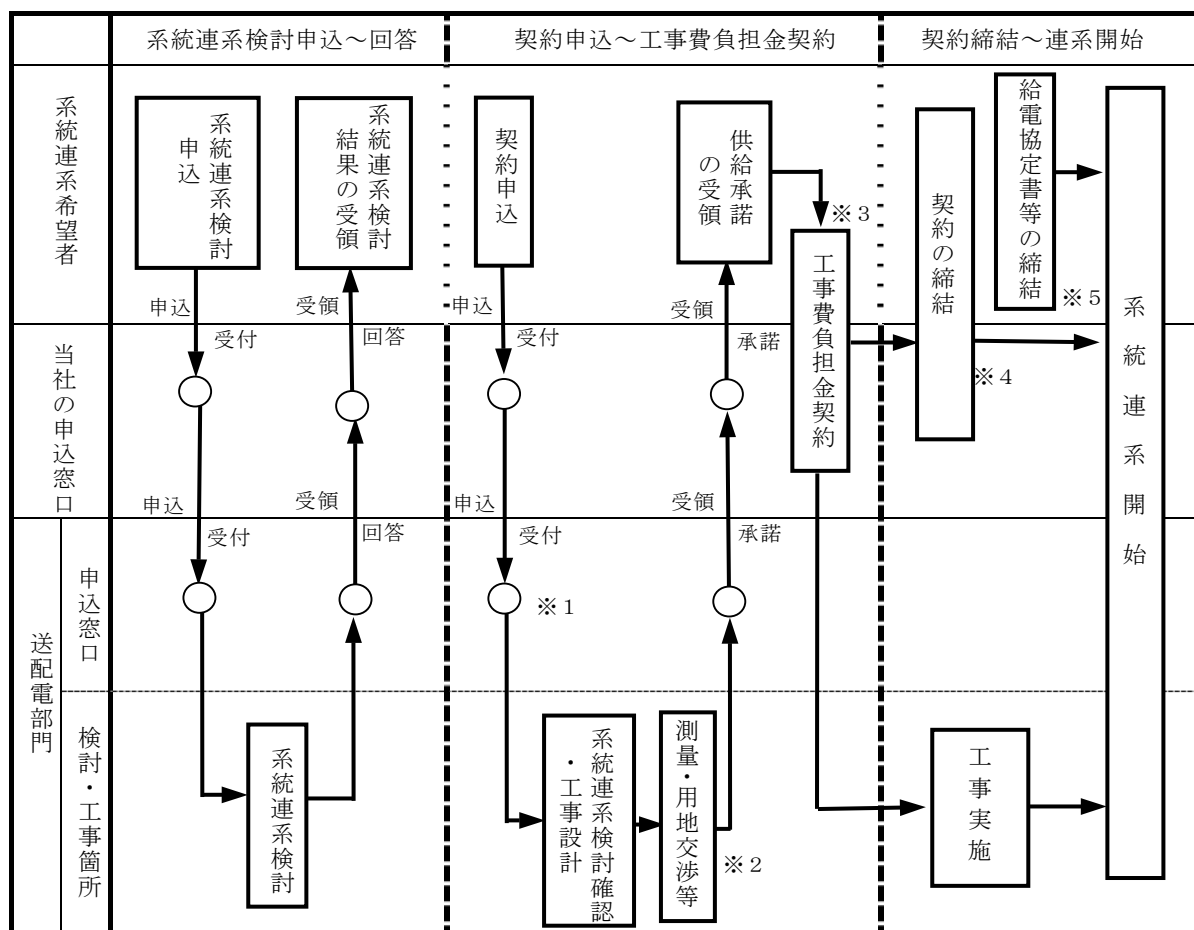 系統連系検討申込～回答
契約申込～工事費負担金契約
契約締結～連系開始
系統連系希望者
系統連系検討
申込
系統連系検討
結果の受領
契約申込
供給承諾
の受領
※３
工事費負担金契約
契約の締結
給電協定書等の締結
※５
系統連系開始
申込
受領
申込
受領
当社の申込窓口
受付
回答
受付
承諾
※４
申込
受領
申込
受領
送配電部門
申込窓口
受付
回答
受付
承諾
※１
検討・工事箇所
系統連系検討
系統連系検討確認
・工事設計
測量・用地交渉等
※２
工事実施